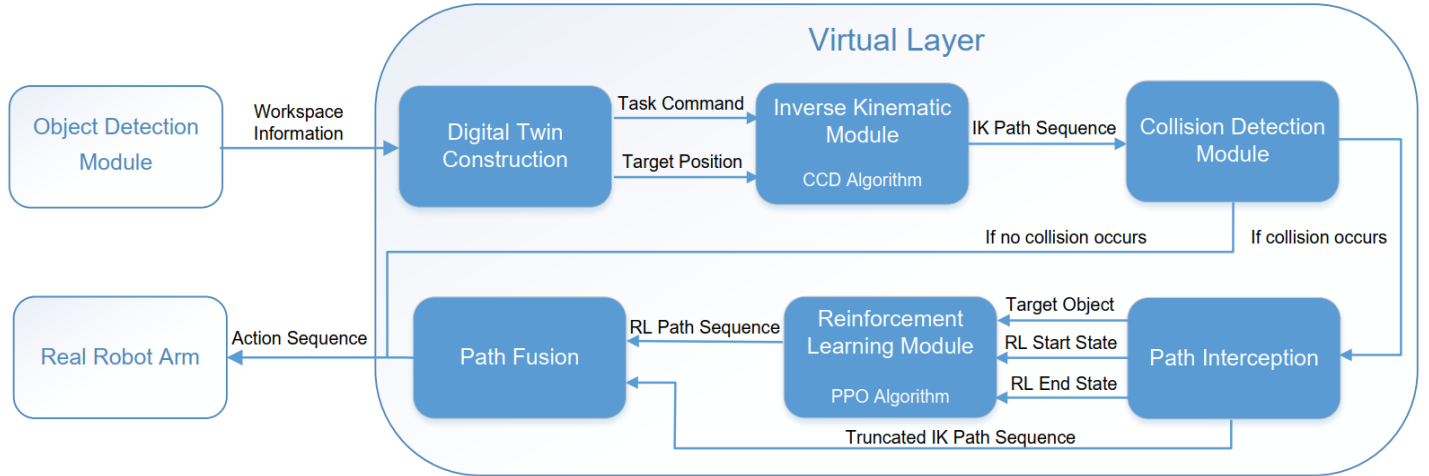 Virtual Layer
Object Detection
Module
Workspace
Information
Digital Twin
Construction
Task Command
Target Position
Inverse Kinematic
Module
CCD Algorithm
IK Path Sequence
Collision Detection
Module
If no collision occurs
If collision occurs
Real Robot Arm
Action Sequence
Path Fusion
RL Path Sequence
Reinforcement
Learning Module
PPO Algorithm
Target Object
RL Start State
RL End State
Path Interception
Truncated IK Path Sequence